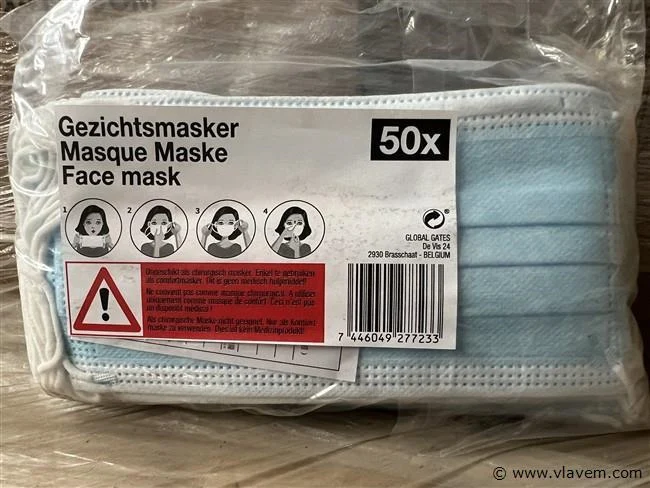 Gezichtsmasker
Masque Maske
Face mask
50x
1 2 3 4
®
GLOBAL GATES
De Vis 24
2930 Brasschaat - BELGIUM
Ongeschikt als chirurgisch masker. Enkel te gebruiken
als comfortmasker. Dit is geen medisch hulpmiddel!
Ne convient pas comme masque chirurgical. A utiliser
uniquement comme masque de confort. Ceci n'est pas
un dispositif médical !
Als chirurgische Maske nicht geeignet. Nur als Komfort-
maske zu verwenden. Dies ist kein Medizinprodukt!
7 446049 277233
© www.vlavem.com